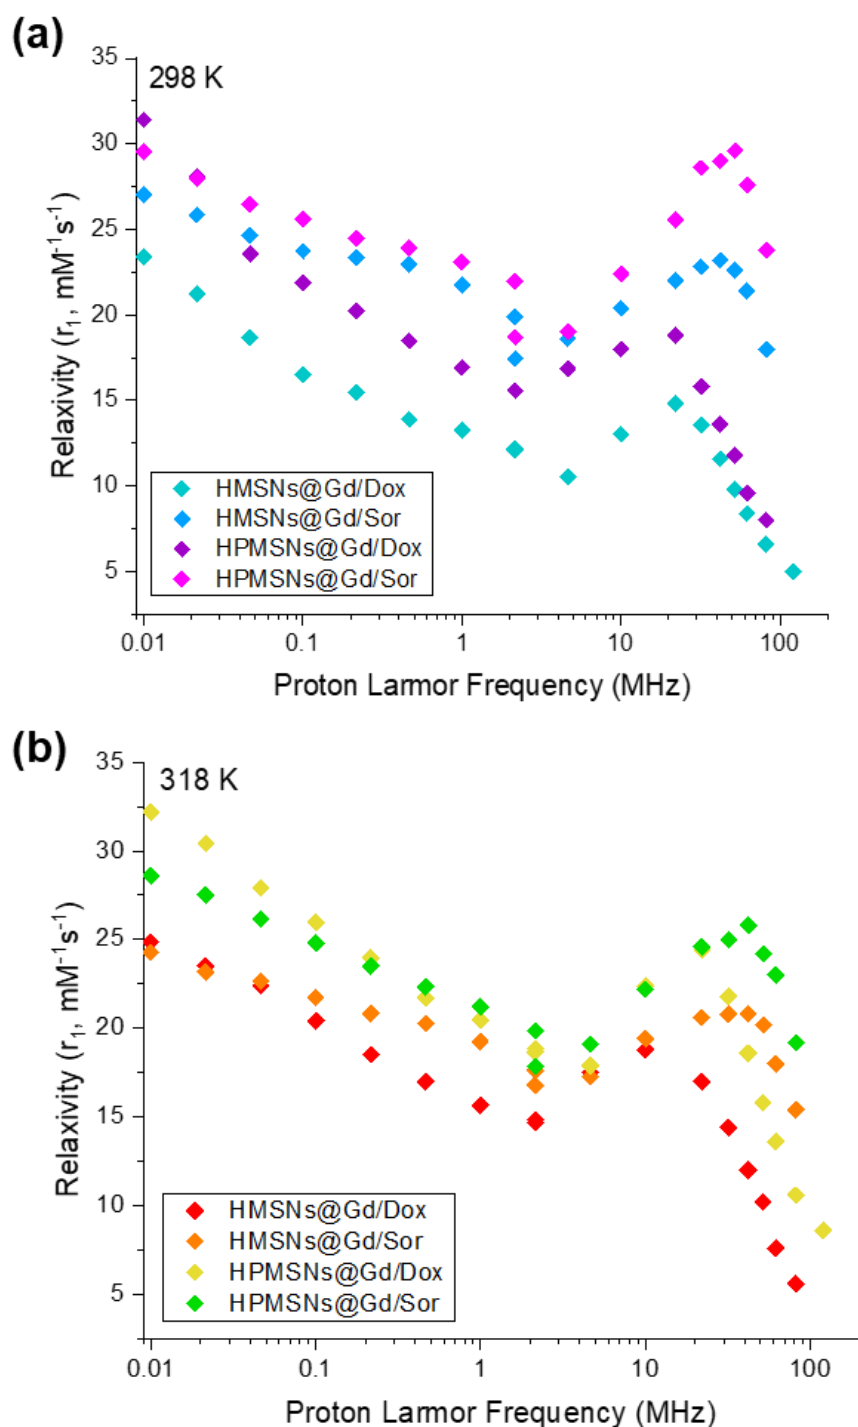 (a)
298 K
35
30
25
20
15
10
5
Relaxivity (r₁, mM⁻¹s⁻¹)
HMSNs@Gd/Dox
HMSNs@Gd/Sor
HPMSNs@Gd/Dox
HPMSNs@Gd/Sor
0.01 0.1 1 10 100
Proton Larmor Frequency (MHz)
(b)
318 K
35
30
25
20
15
10
5
Relaxivity (r₁, mM⁻¹s⁻¹)
HMSNs@Gd/Dox
HMSNs@Gd/Sor
HPMSNs@Gd/Dox
HPMSNs@Gd/Sor
0.01 0.1 1 10 100
Proton Larmor Frequency (MHz)